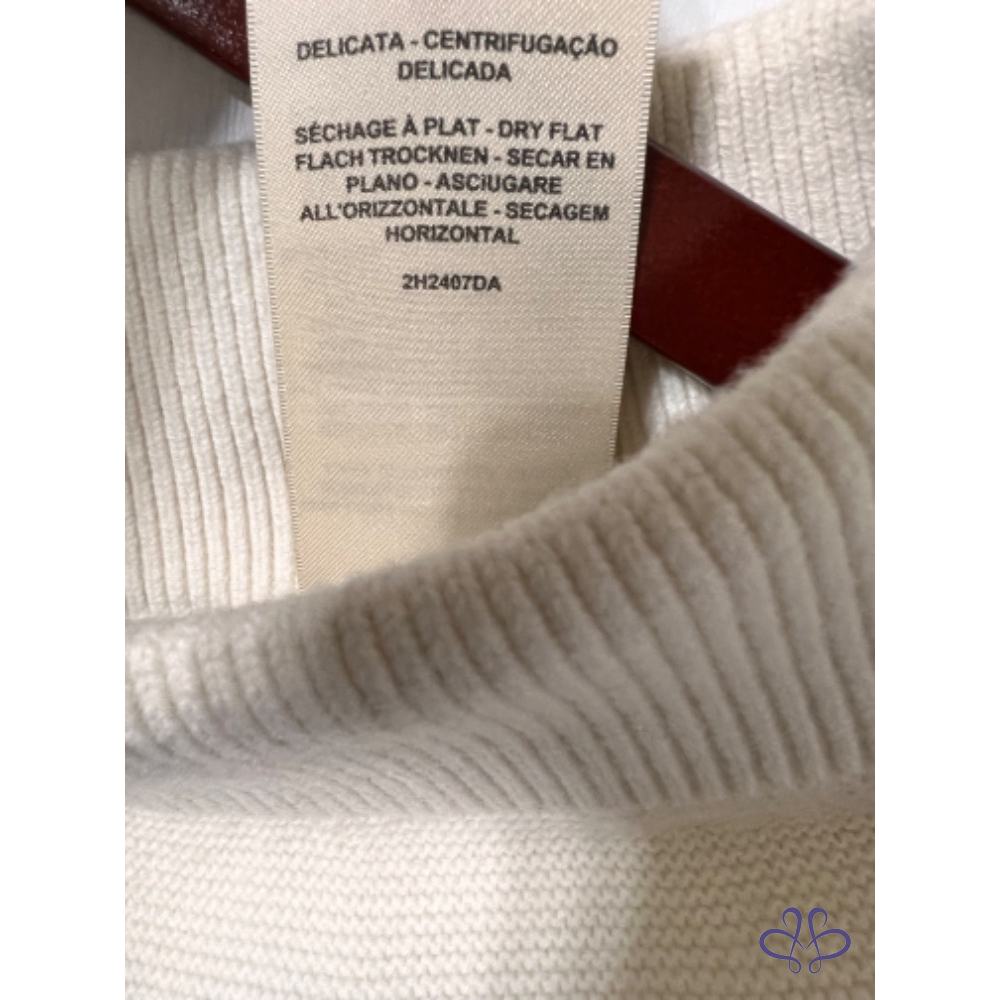 DELICATA - CENTRIFUGAÇÃO
DELICADA
SÉCHAGE À PLAT - DRY FLAT
FLACH TROCKNEN - SECAR EN
PLANO - ASCiUGARE
ALL'ORIZZONTALE - SECAGEM
HORIZONTAL
2H2407DA